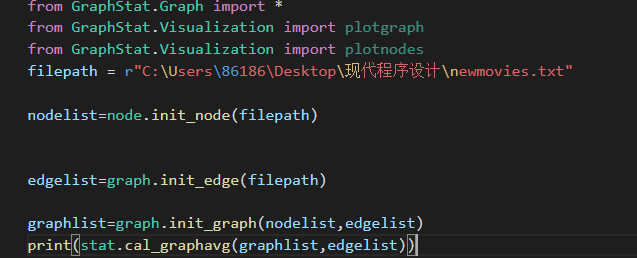 from GraphStat.Graph import *
from GraphStat.Visualization import plotgraph
from GraphStat.Visualization import plotnodes
filepath = r"C:\Users\86186\Desktop\现代程序设计\newmovies.txt"
nodelist=node.init_node(filepath)
edgelist=graph.init_edge(filepath)
graphlist=graph.init_graph(nodelist,edgelist)
print(stat.cal_graphavg(graphlist,edgelist))